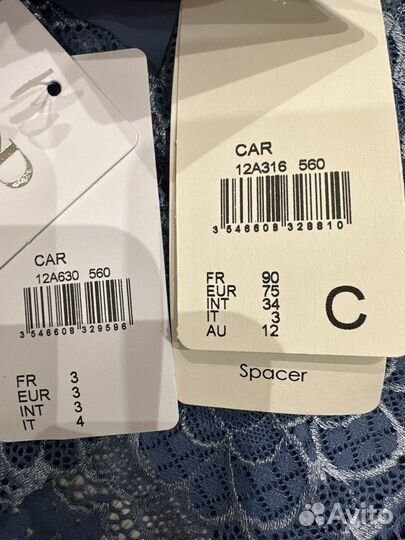 CAR
12A630 560
3 546608 329596
FR 3
EUR 3
INT 3
IT 4
CAR
12A316 560
3 546608 328810
FR 90
EUR 75
INT 34
IT 3
AU 12
C
Spacer
Avito